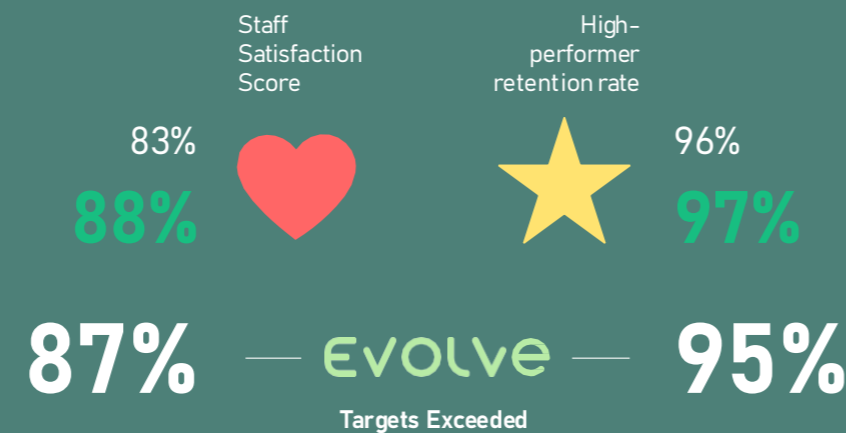 Staff
Satisfaction
Score
High-
performer
retention rate
83%
96%
88%
97%
87%
EVOLVe
95%
Targets Exceeded